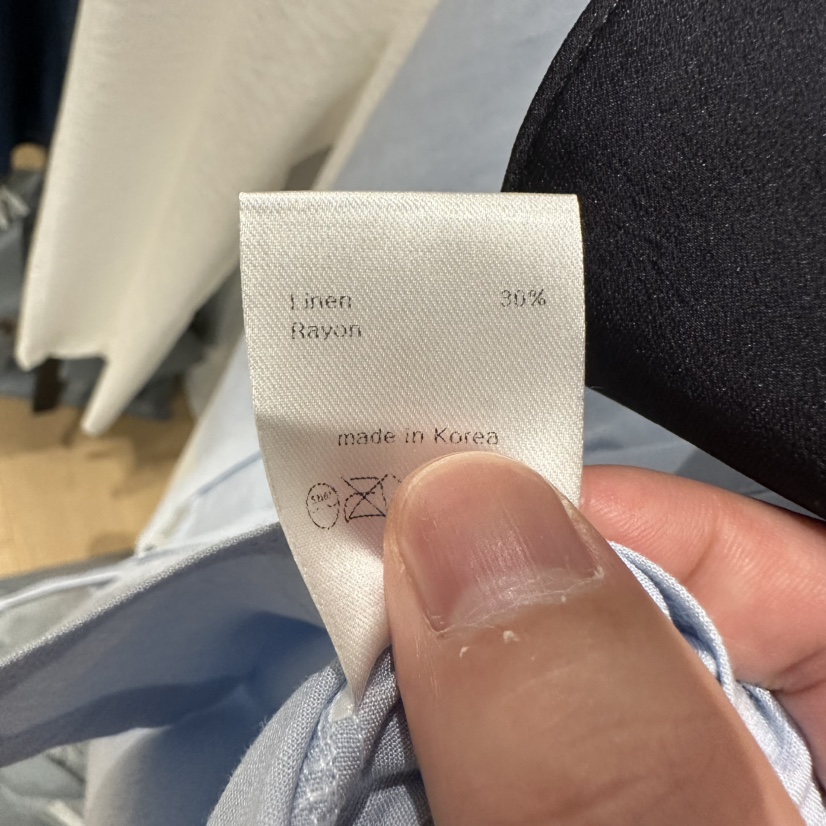 Linen 30%
Rayon
made in Korea